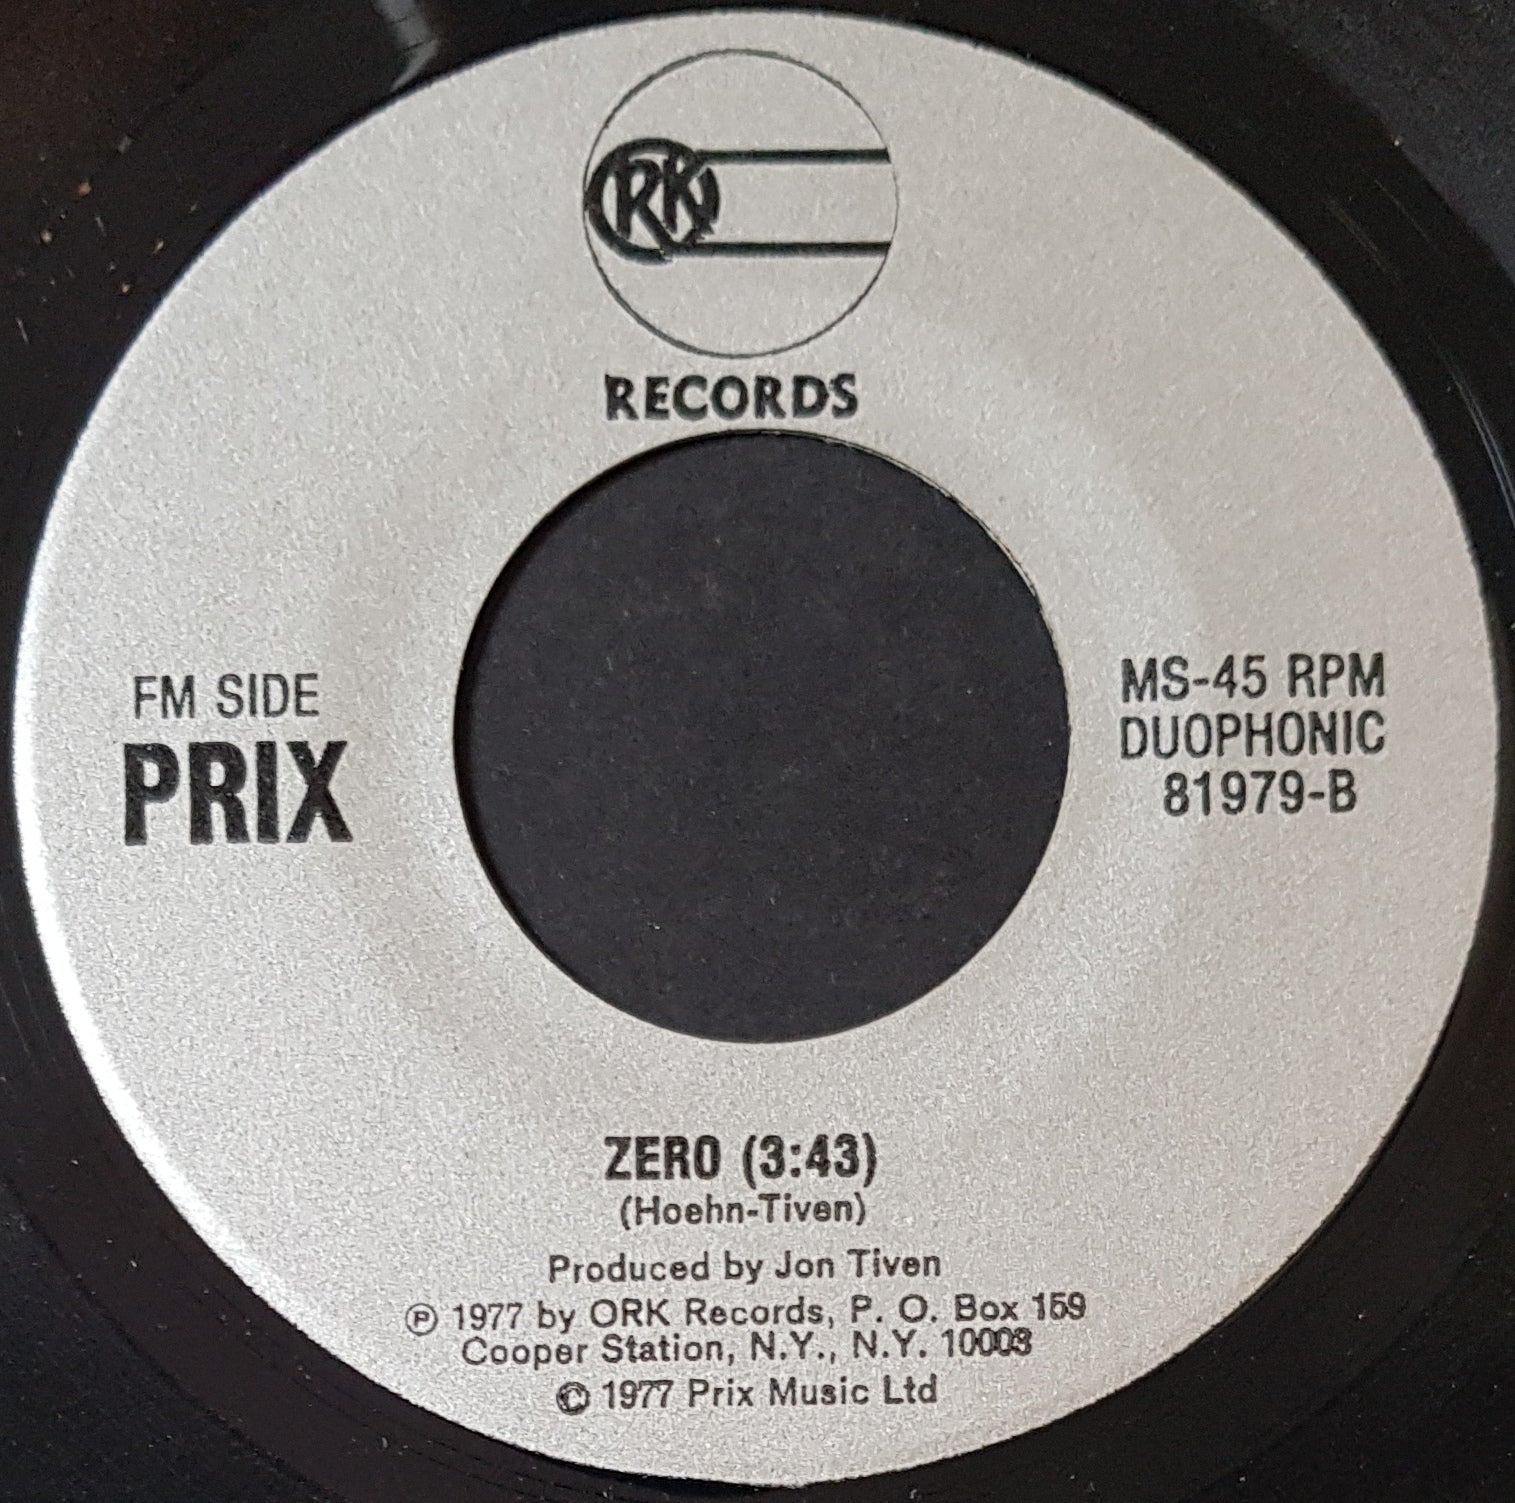 ORK
RECORDS
FM SIDE
PRIX
MS-45 RPM
DUOPHONIC
81979-B
ZERO (3:43)
(Hoehn-Tiven)
Produced by Jon Tiven
Ⓟ 1977 by ORK Records, P. O. Box 159
Cooper Station, N.Y., N.Y. 10003
© 1977 Prix Music Ltd